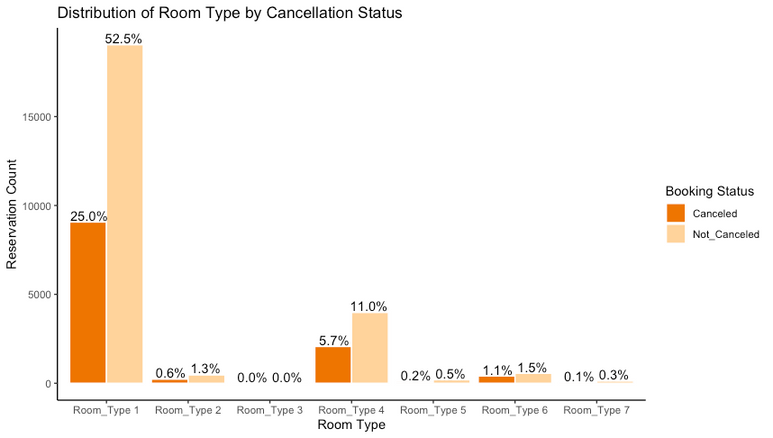 Distribution of Room Type by Cancellation Status
52.5%
25.0%
0.6% 1.3%
0.0% 0.0%
5.7%
11.0%
0.2% 0.5%
1.1% 1.5%
0.1% 0.3%
15000
10000
5000
0
Reservation Count
Room_Type 1 Room_Type 2 Room_Type 3 Room_Type 4 Room_Type 5 Room_Type 6 Room_Type 7
Room Type
Booking Status
Canceled
Not_Canceled